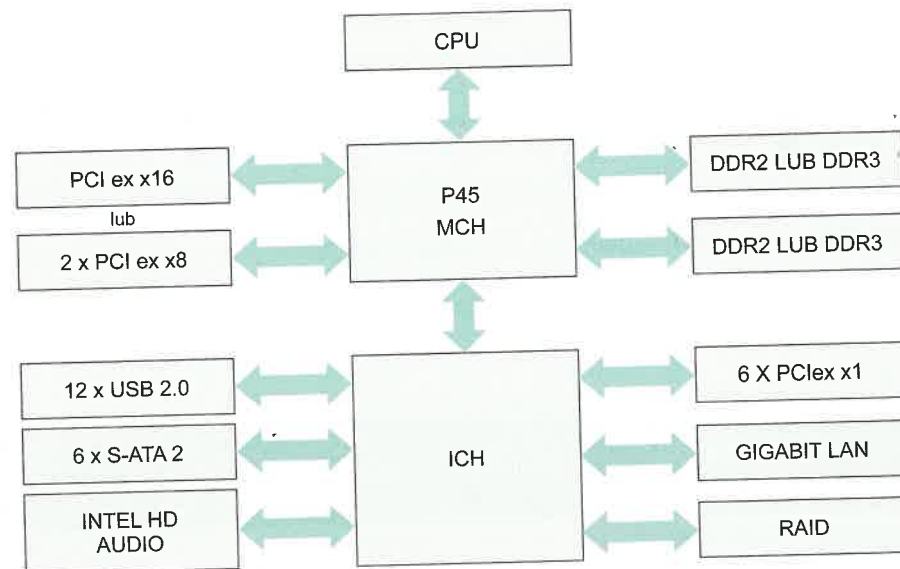 CPU
PCI ex x16
lub
2 x PCI ex x8
P45
MCH
DDR2 LUB DDR3
DDR2 LUB DDR3
12 x USB 2.0
6 x S-ATA 2
INTEL HD
AUDIO
ICH
6 X PCIex x1
GIGABIT LAN
RAID